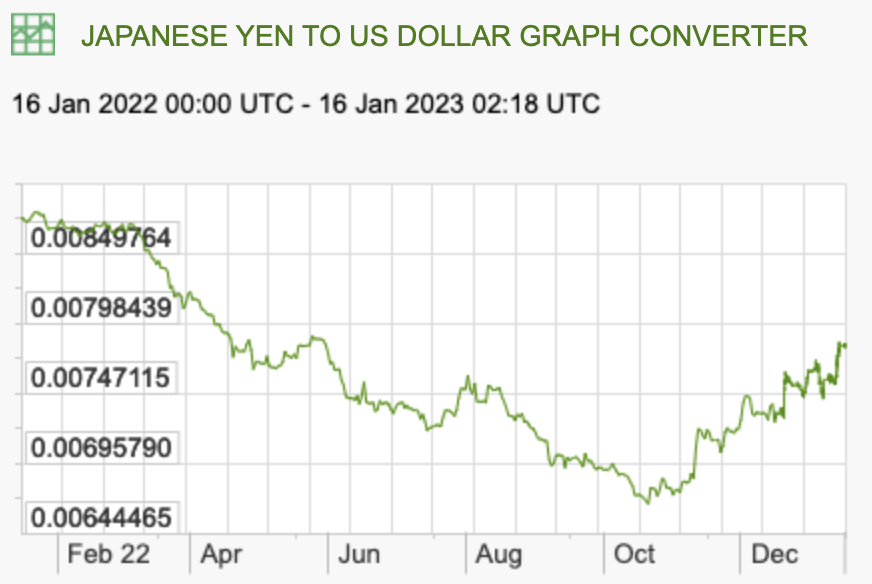 JAPANESE YEN TO US DOLLAR GRAPH CONVERTER
16 Jan 2022 00:00 UTC - 16 Jan 2023 02:18 UTC
0.00849764
0.00798439
0.00747115
0.00695790
0.00644465
Feb 22 Apr Jun Aug Oct Dec